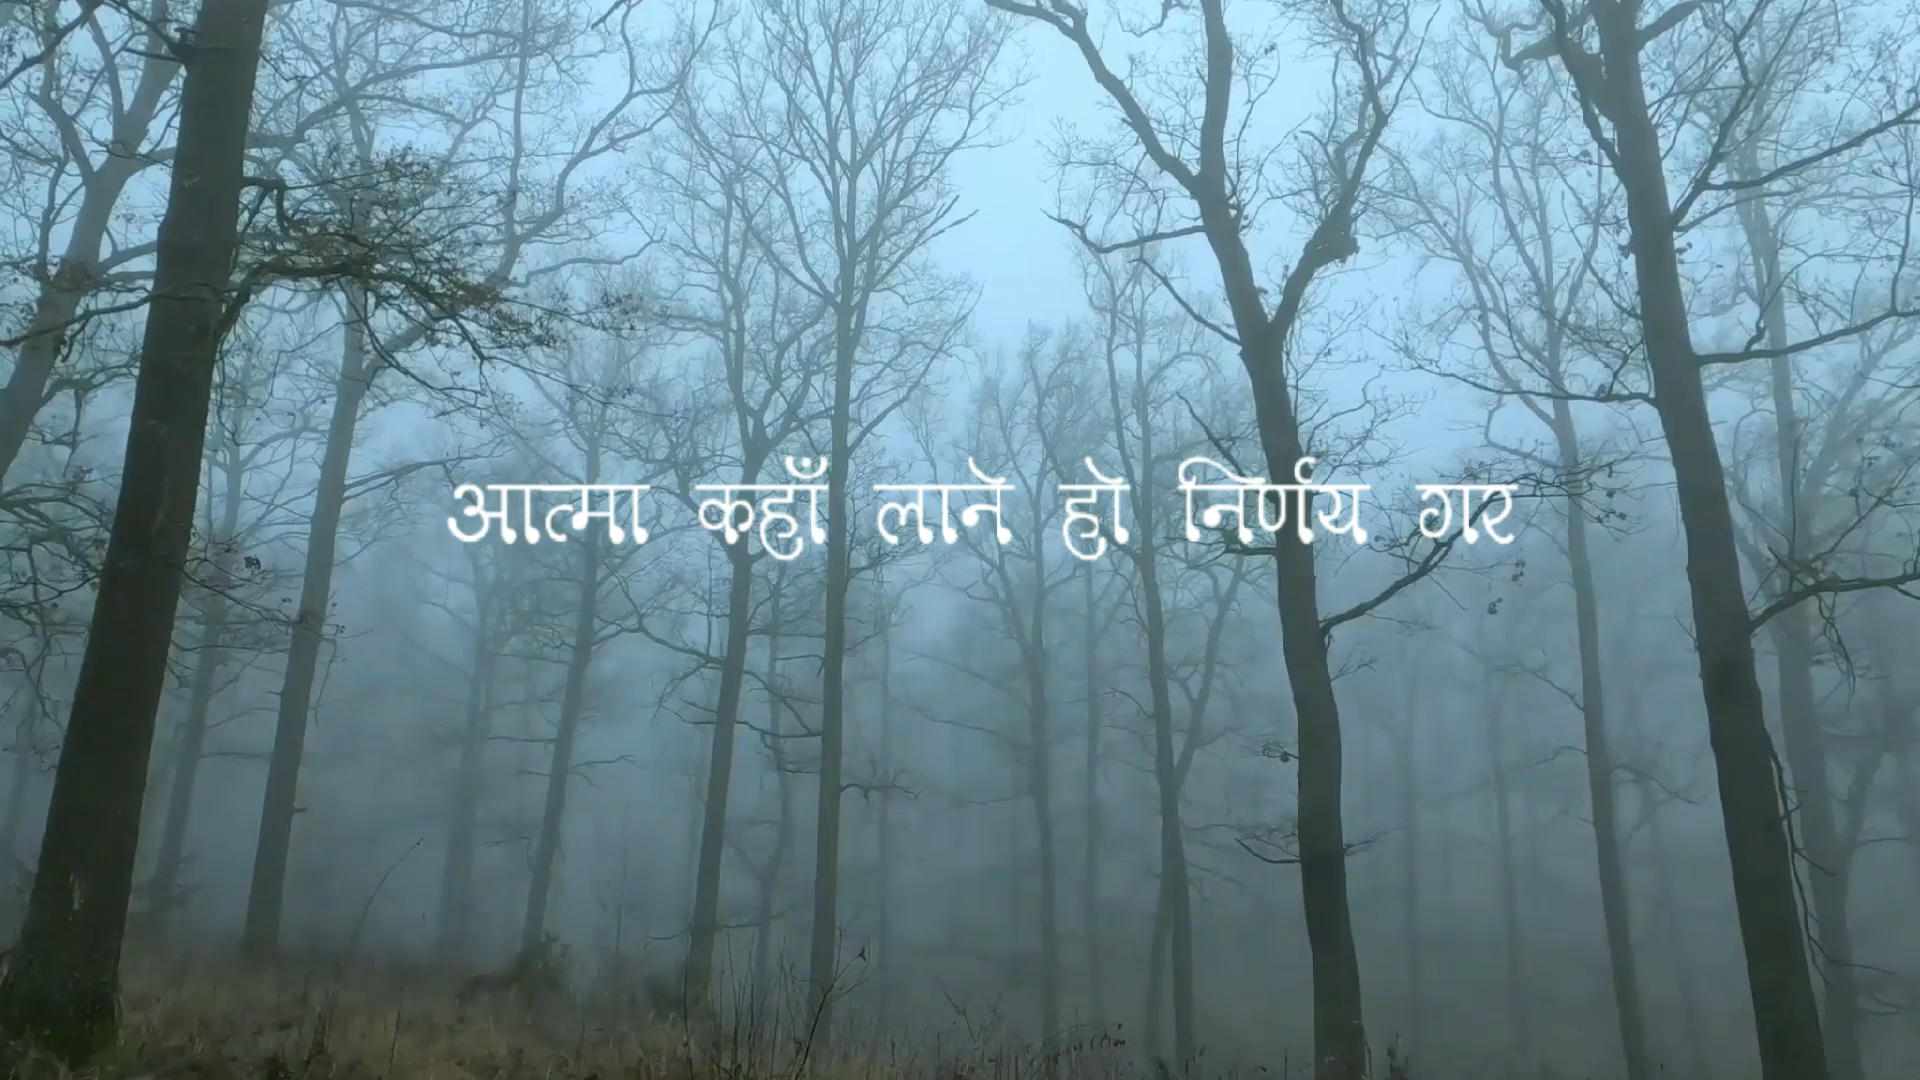 आत्मा कहाँ लाने हो निर्णय गर